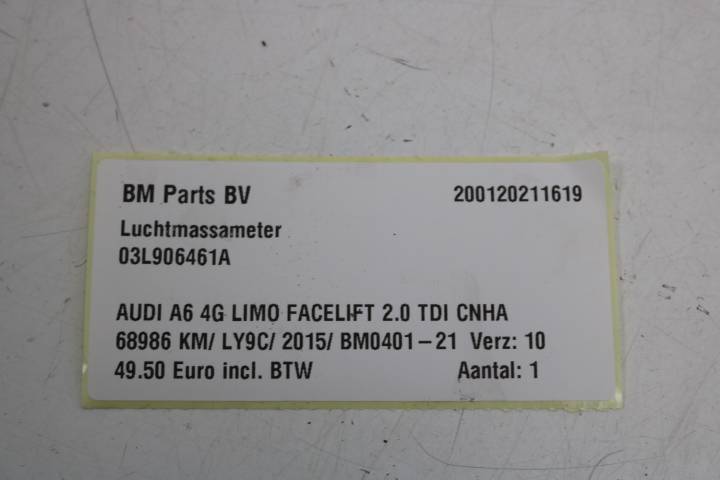 BM Parts BV 200120211619
Luchtmassameter
03L906461A
AUDI A6 4G LIMO FACELIFT 2.0 TDI CNHA
68986 KM/ LY9C/ 2015/ BM0401-21 Verz: 10
49.50 Euro incl. BTW Aantal: 1